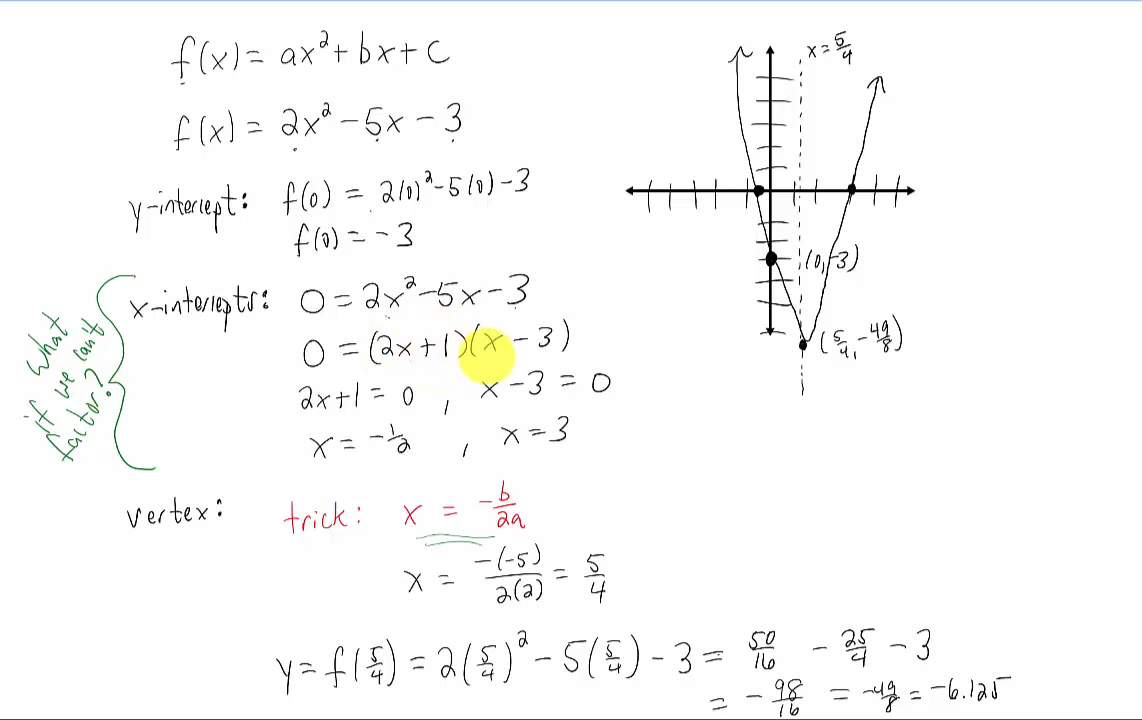 f(x) = ax² + bx + c
f(x) = 2x² - 5x - 3
y-intercept: f(0) = 2(0)² - 5(0) - 3
f(0) = -3
x-intercepts: 0 = 2x² - 5x - 3
0 = (2x + 1)(x - 3)
2x + 1 = 0 , x - 3 = 0
x = -1/2 , x = 3
what
if we can't
factor?
vertex: trick: x = -b/2a
x = -(-5)/2(2) = 5/4
y = f(5/4) = 2(5/4)² - 5(5/4) - 3 = 50/16 - 25/4 - 3
= -98/16 = -49/8 = -6.125
x = 5/4
(0, -3)
(5/4, -49/8)